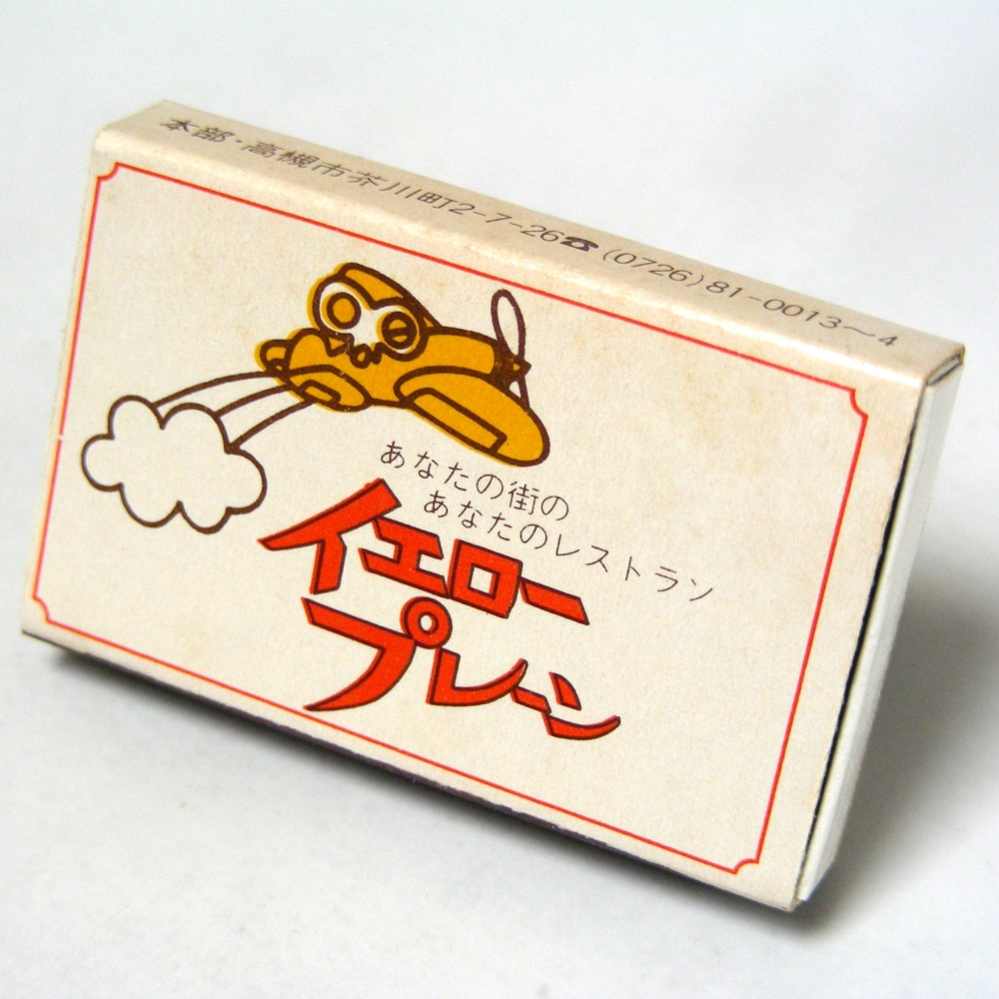 本部・高槻市芥川町2-7-26☎(0726)81-0013〜4
あなたの街の
あなたのレストラン
イエロー
プレーン